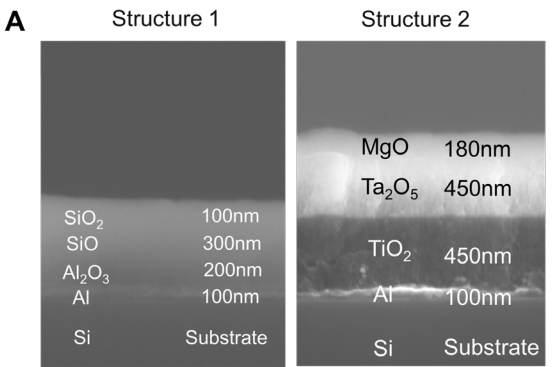 A
Structure 1
SiO₂ 100nm
SiO 300nm
Al₂O₃ 200nm
Al 100nm
Si Substrate
Structure 2
MgO 180nm
Ta₂O₅ 450nm
TiO₂ 450nm
Al 100nm
Si Substrate